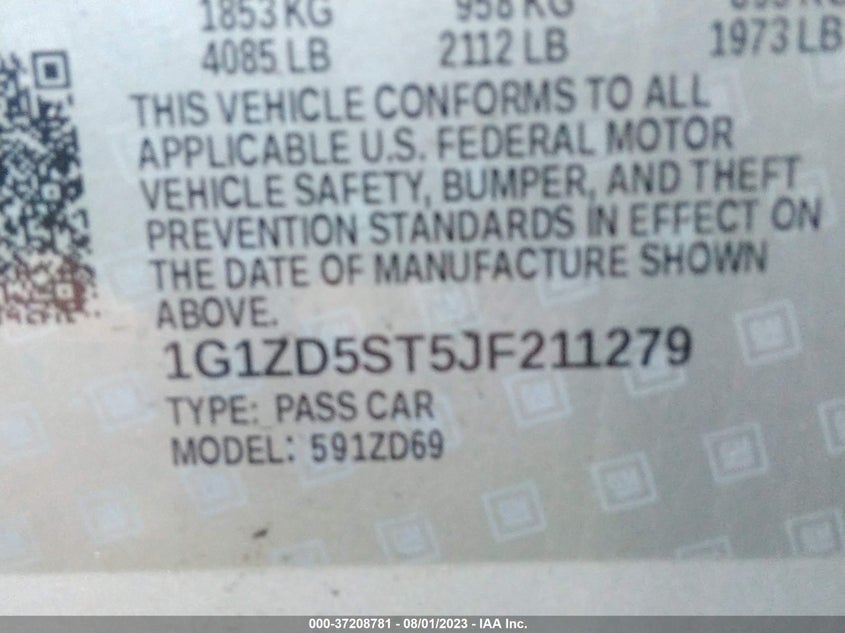 1853 KG 958 KG
4085 LB 2112 LB 1973 LB
THIS VEHICLE CONFORMS TO ALL
APPLICABLE U.S. FEDERAL MOTOR
VEHICLE SAFETY, BUMPER, AND THEFT
PREVENTION STANDARDS IN EFFECT ON
THE DATE OF MANUFACTURE SHOWN
ABOVE.
1G1ZD5ST5JF211279
TYPE: PASS CAR
MODEL: 591ZD69
000-37208781 - 08/01/2023 - IAA Inc.